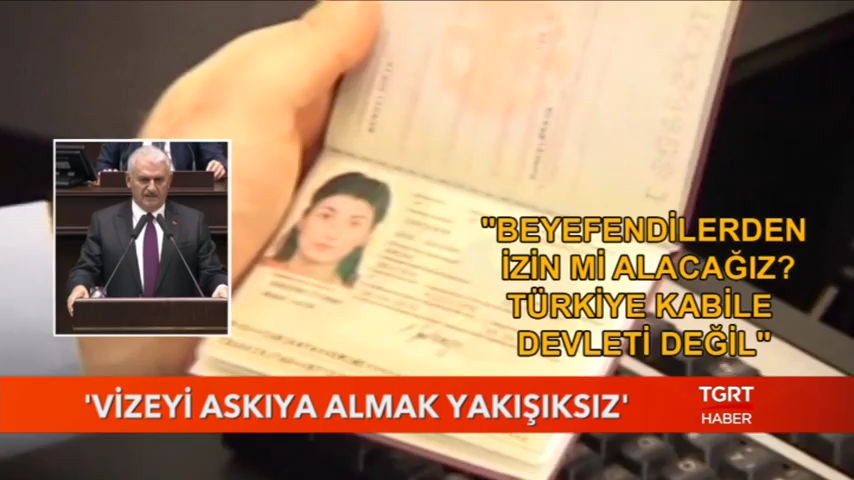 "BEYEFENDİLERDEN
İZİN Mİ ALACAĞIZ?
TÜRKİYE KABİLE
DEVLETİ DEĞİL"
'VİZEYİ ASKIYA ALMAK YAKIŞIKSIZ'
TGRT
HABER